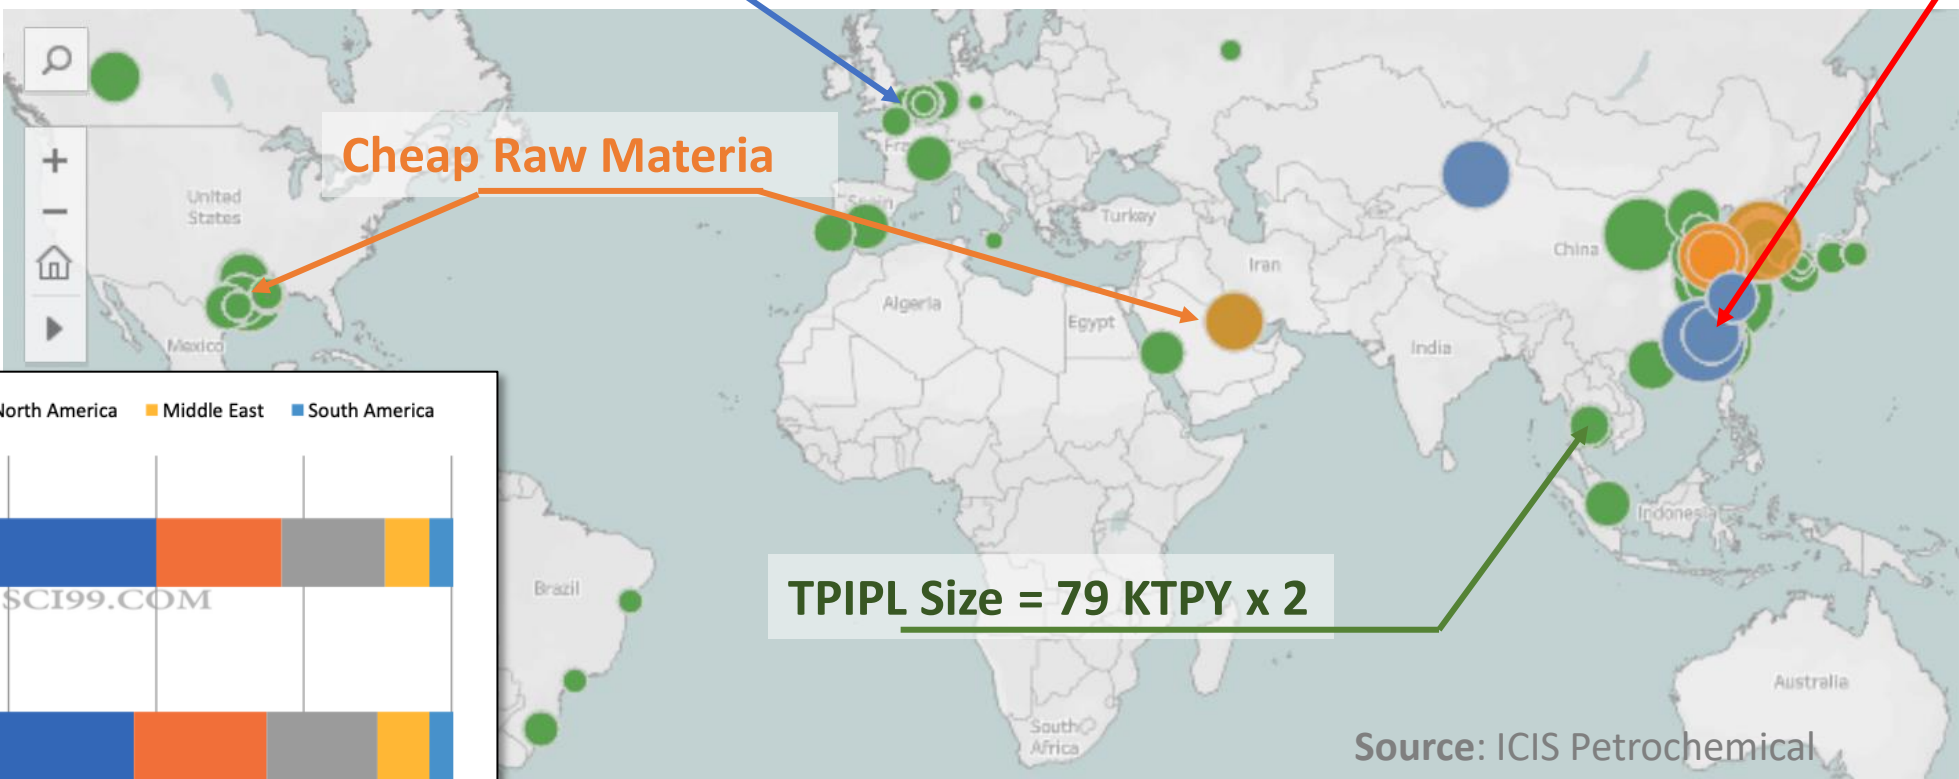 Cheap Raw Materia
United
States
Mexico
Spain
Turkey
Algeria
Egypt
Iran
China
India
Indonesia
Brazil
South
Africa
Australia
North America
Middle East
South America
SCI99.COM
TPIPL Size = 79 KTPY x 2
Source: ICIS Petrochemical